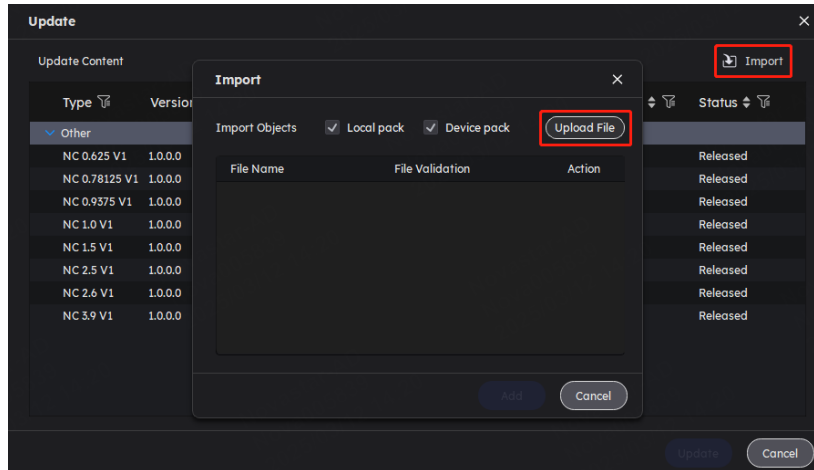 Update
Update Content
Import
Type Version Status
Other
NC 0.625 V1 1.0.0.0 Released
NC 0.78125 V1 1.0.0.0 Released
NC 0.9375 V1 1.0.0.0 Released
NC 1.0 V1 1.0.0.0 Released
NC 1.5 V1 1.0.0.0 Released
NC 2.5 V1 1.0.0.0 Released
NC 2.6 V1 1.0.0.0 Released
NC 3.9 V1 1.0.0.0 Released
Import
Import Objects Local pack Device pack Upload File
File Name File Validation Action
Add Cancel
Update Cancel